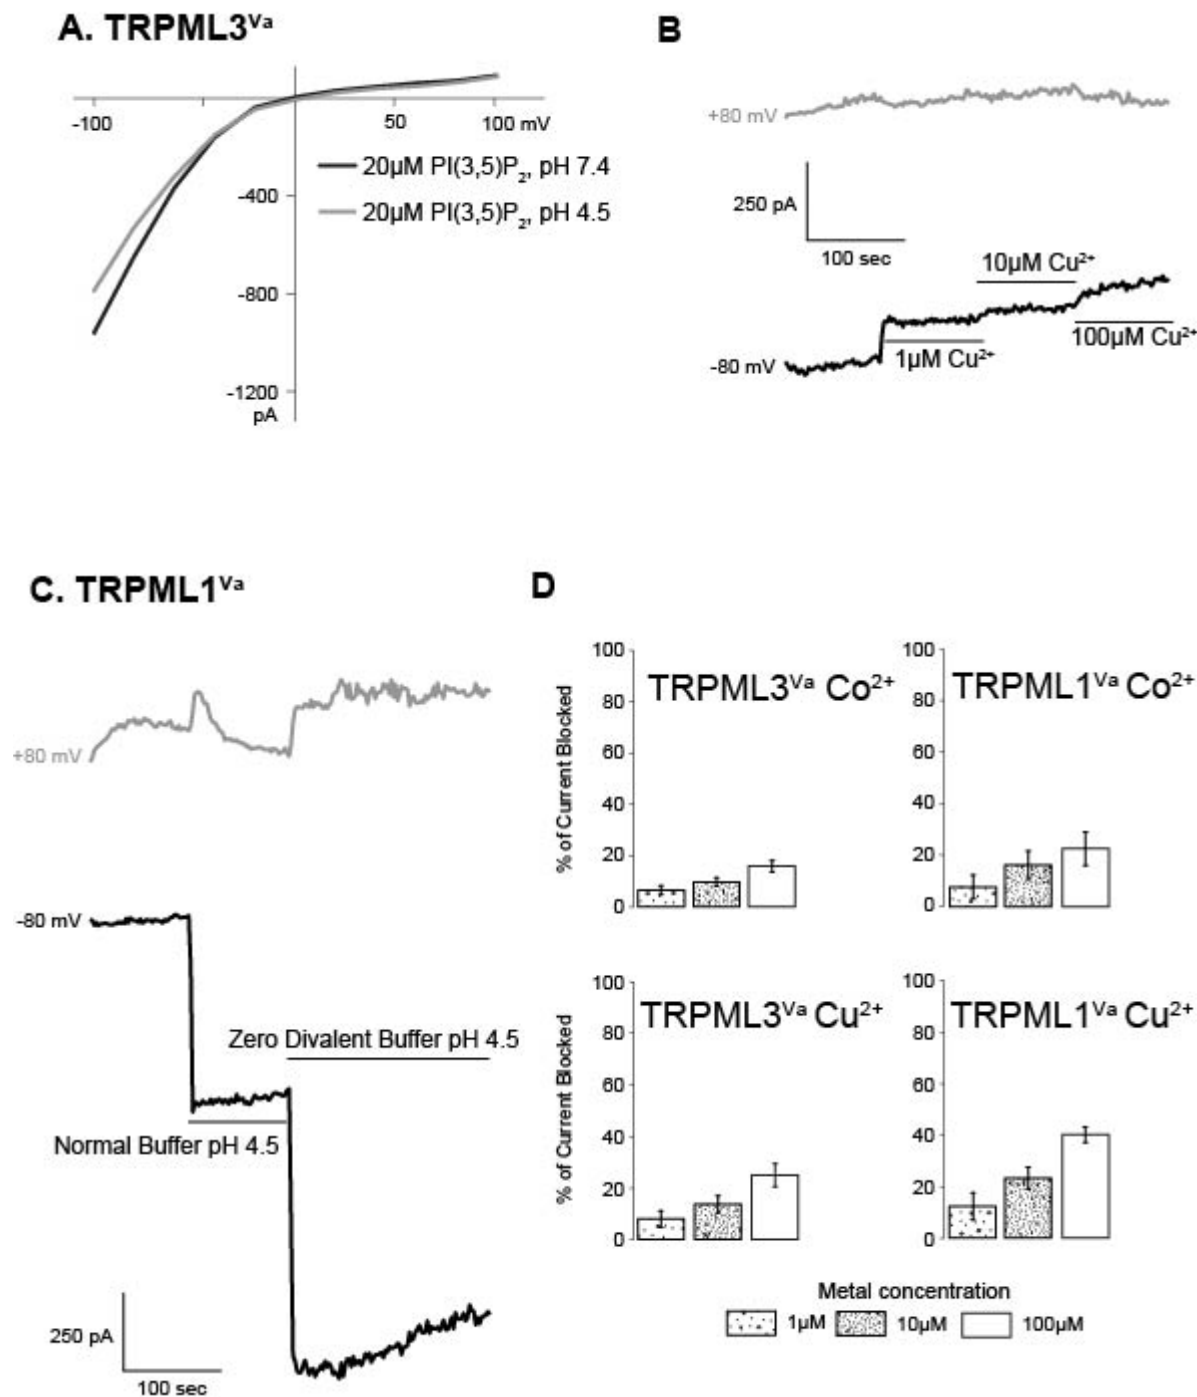 A. TRPML3ⱽᵃ
-100
50
100 mV
20µM PI(3,5)P₂, pH 7.4
20µM PI(3,5)P₂, pH 4.5
-400
-800
-1200
pA
B
+80 mV
250 pA
100 sec
10µM Cu²⁺
1µM Cu²⁺
100µM Cu²⁺
-80 mV
C. TRPML1ⱽᵃ
+80 mV
-80 mV
Zero Divalent Buffer pH 4.5
Normal Buffer pH 4.5
250 pA
100 sec
D
% of Current Blocked
100
80
60
40
20
0
TRPML3ⱽᵃ Co²⁺
100
80
60
40
20
0
TRPML1ⱽᵃ Co²⁺
% of Current Blocked
100
80
60
40
20
0
TRPML3ⱽᵃ Cu²⁺
100
80
60
40
20
0
TRPML1ⱽᵃ Cu²⁺
Metal concentration
1µM 10µM 100µM